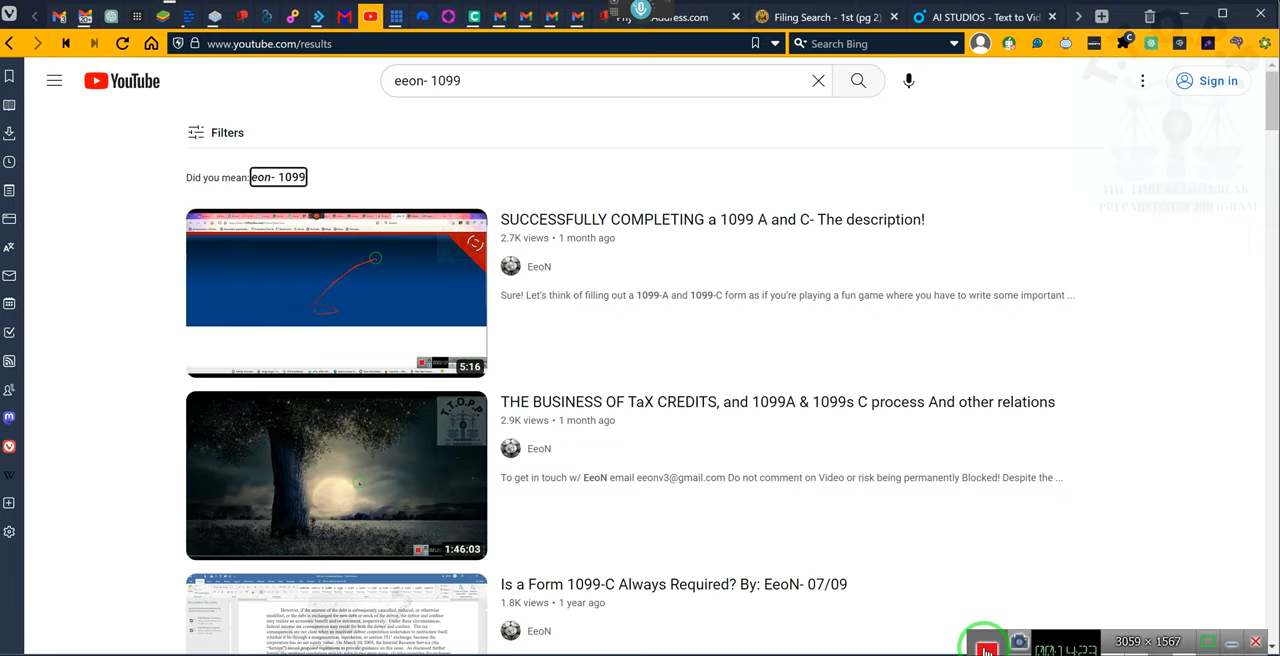 Address.com
Filing Search - 1st (pg 2)
AI STUDIOS - Text to Vid
www.youtube.com/results
Search Bing
YouTube
eeon- 1099
Sign in
Filters
Did you mean: eon- 1099
SUCCESSFULLY COMPLETING a 1099 A and C- The description!
2.7K views • 1 month ago
EeoN
Sure! Let's think of filling out a 1099-A and 1099-C form as if you're playing a fun game where you have to write some important ...
5:16
THE BUSINESS OF TaX CREDITS, and 1099A & 1099s C process And other relations
2.9K views • 1 month ago
T.T.O.P.P.
EeoN
To get in touch w/ EeoN email eeonv3@gmail.com Do not comment on Video or risk being permanently Blocked! Despite the ...
1:46:03
Is a Form 1099-C Always Required? By: EeoN- 07/09
1.8K views • 1 year ago
EeoN
00:14:23
3059 × 1567